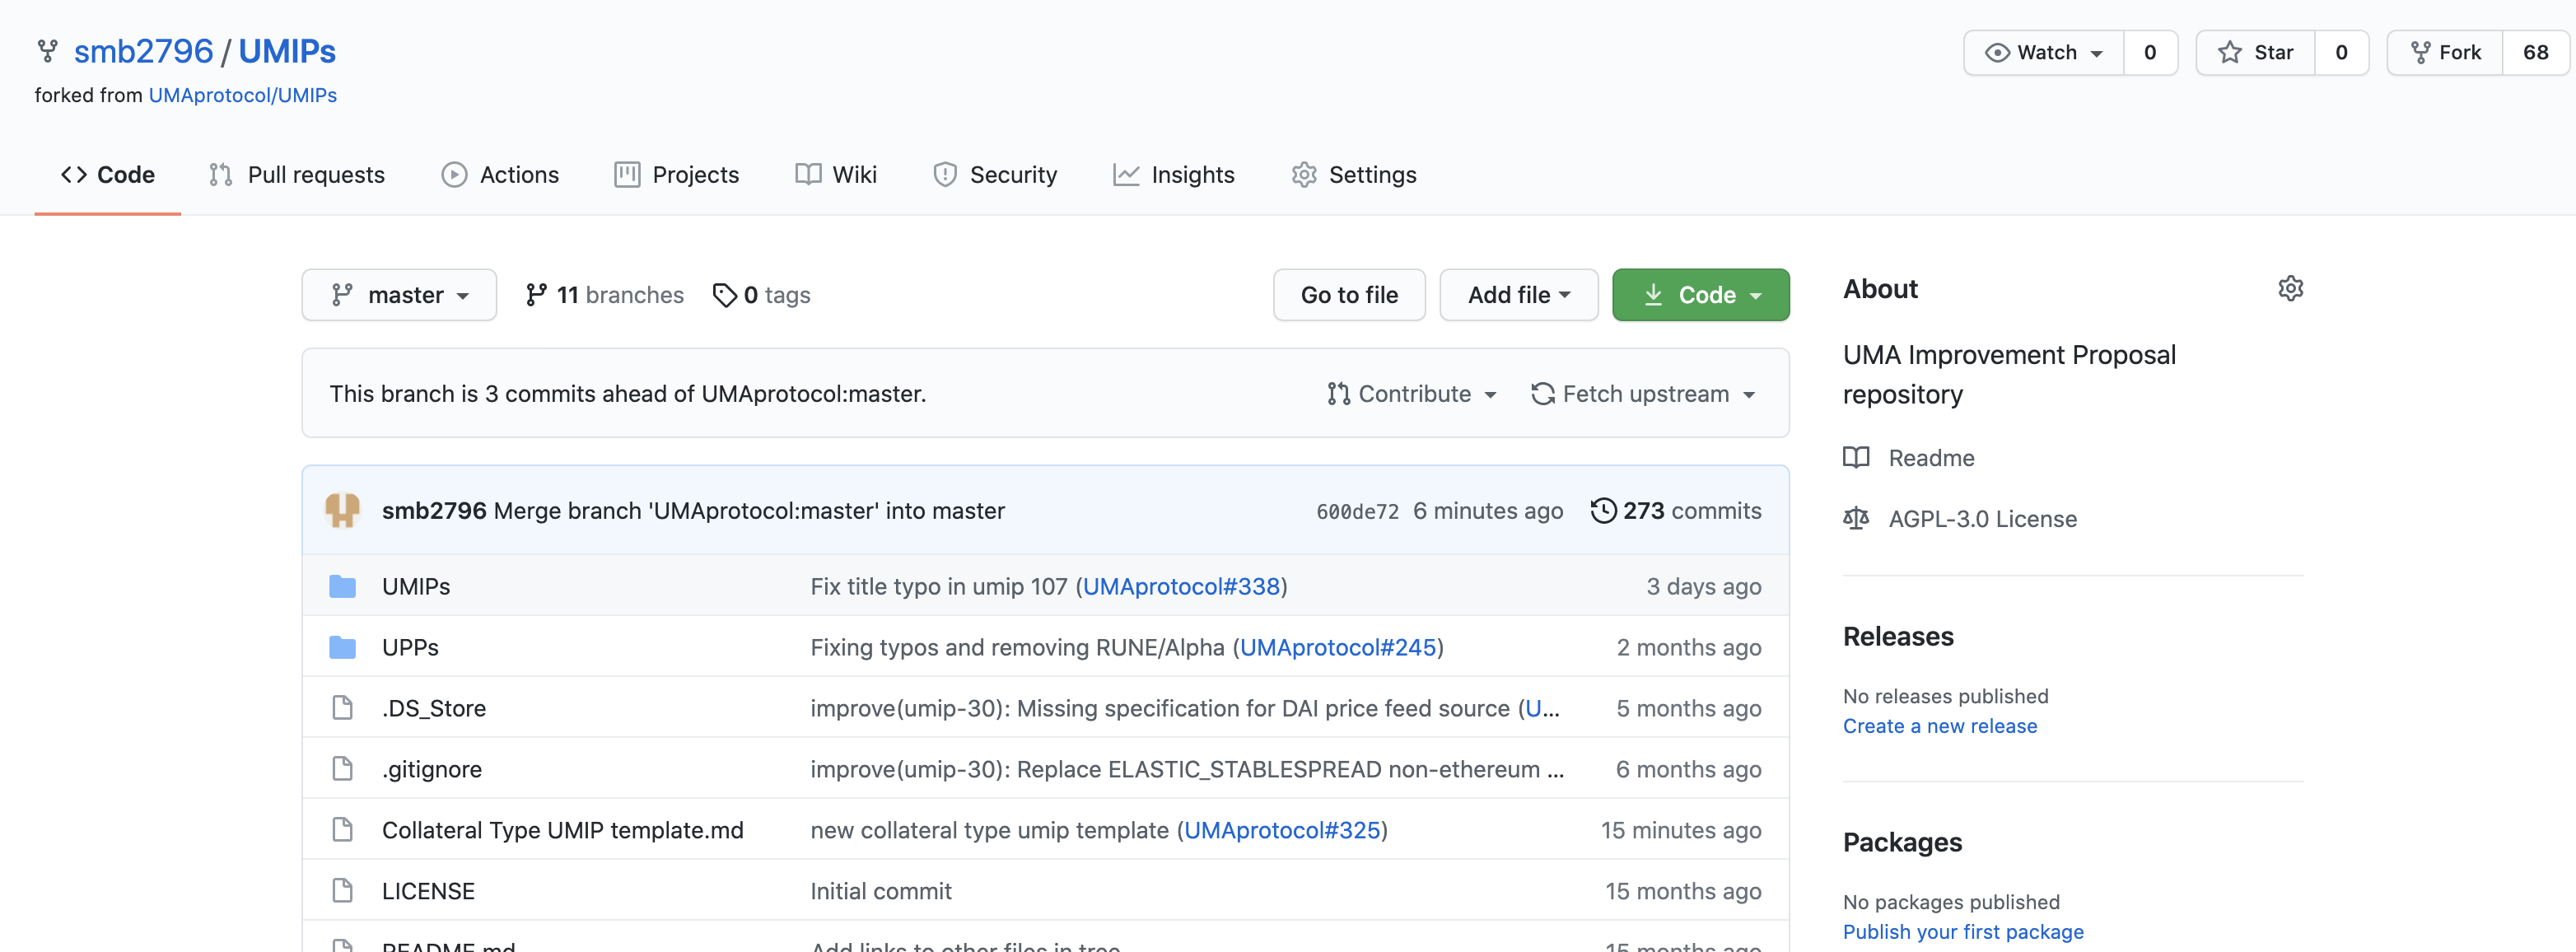 smb2796 / UMIPs
Watch 0
Star 0
Fork 68
forked from UMAprotocol/UMIPs
Code
Pull requests
Actions
Projects
Wiki
Security
Insights
Settings
master
11 branches
0 tags
Go to file
Add file
Code
This branch is 3 commits ahead of UMAprotocol:master.
Contribute
Fetch upstream
smb2796 Merge branch 'UMAprotocol:master' into master 600de72 6 minutes ago 273 commits
UMIPs Fix title typo in umip 107 (UMAprotocol#338) 3 days ago
UPPs Fixing typos and removing RUNE/Alpha (UMAprotocol#245) 2 months ago
.DS_Store improve(umip-30): Missing specification for DAI price feed source (U... 5 months ago
.gitignore improve(umip-30): Replace ELASTIC_STABLESPREAD non-ethereum ... 6 months ago
Collateral Type UMIP template.md new collateral type umip template (UMAprotocol#325) 15 minutes ago
LICENSE Initial commit 15 months ago
README.md Add links to other files in tree 15 months ago
About
UMA Improvement Proposal
repository
Readme
AGPL-3.0 License
Releases
No releases published
Create a new release
Packages
No packages published
Publish your first package